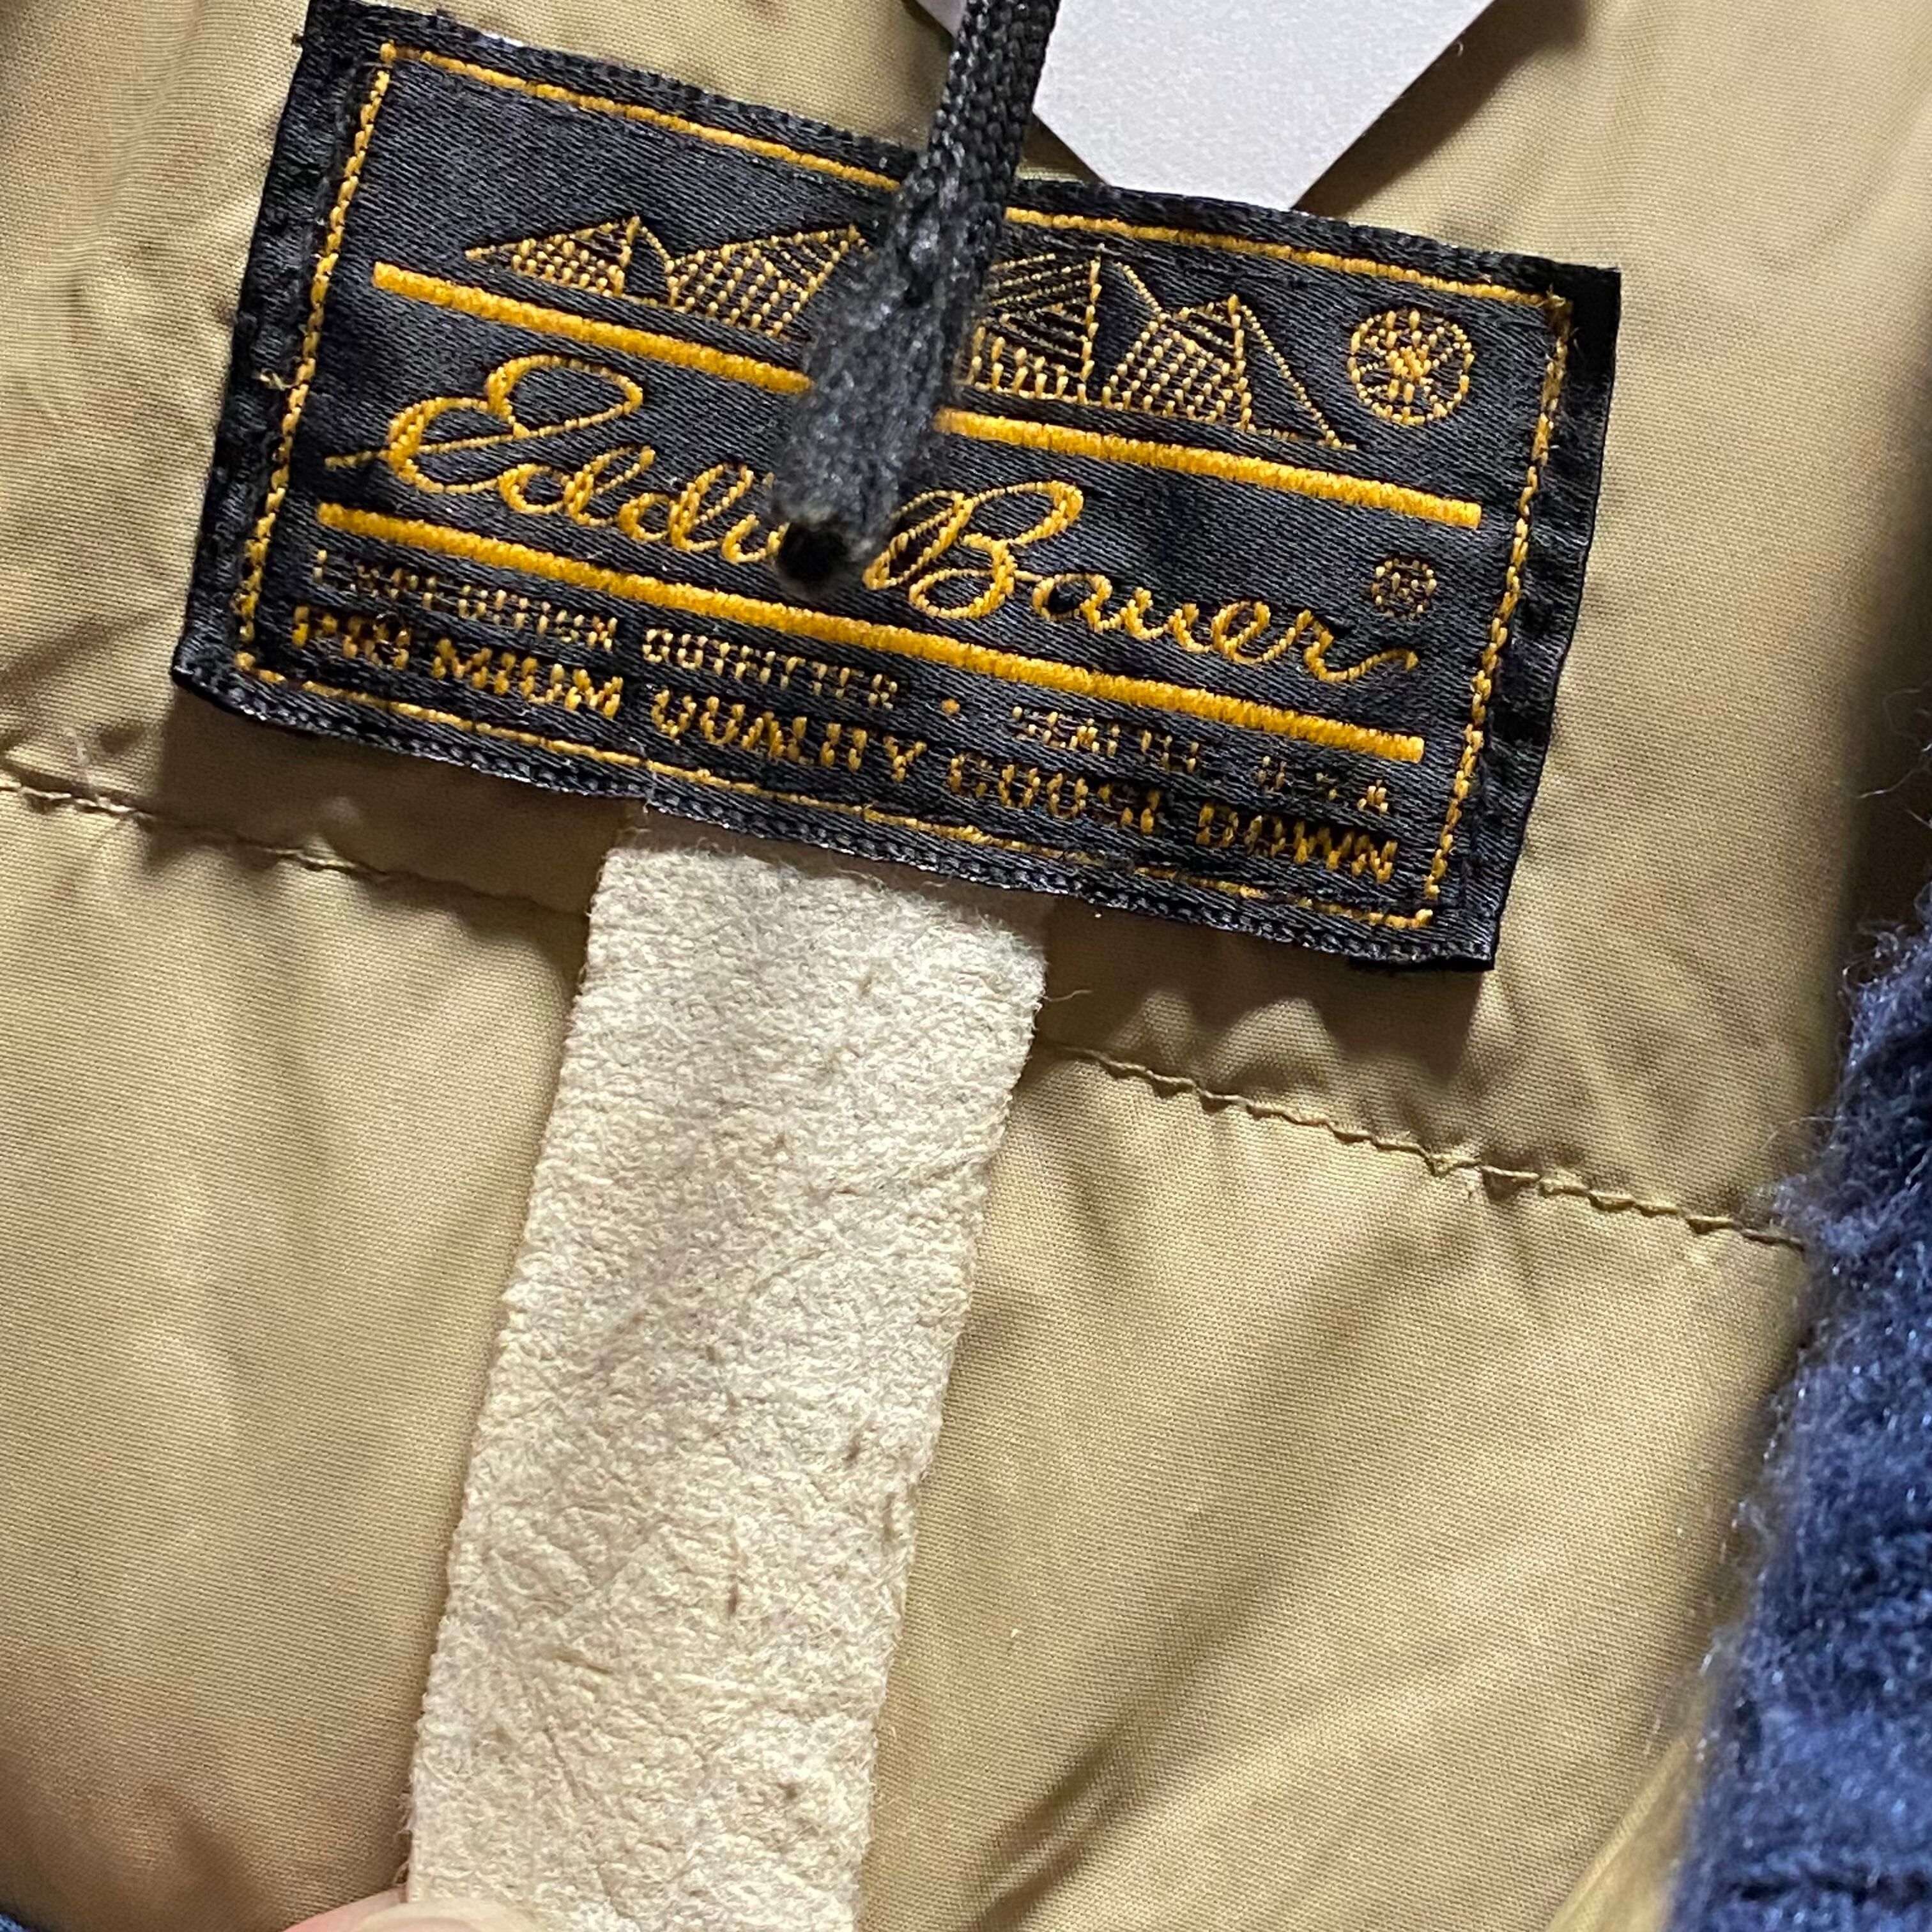 Eddie Bauer
EXPEDITION OUTFITTER • SEATTLE, U.S.A
PREMIUM QUALITY GOOSE DOWN